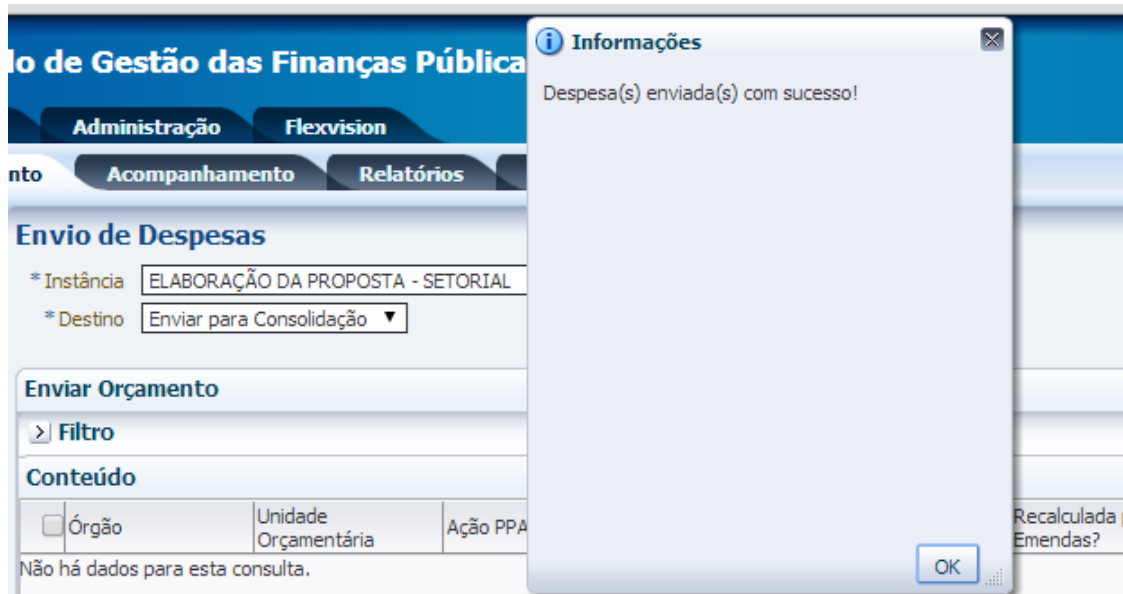 do de Gestão das Finanças Pública
Administração Flexvision
nto Acompanhamento Relatórios
Envio de Despesas
* Instância ELABORAÇÃO DA PROPOSTA - SETORIAL
* Destino Enviar para Consolidação
Enviar Orçamento
Filtro
Conteúdo
Órgão Unidade Orçamentária Ação PPA Recalculada p Emendas?
Não há dados para esta consulta.
Informações
Despesa(s) enviada(s) com sucesso!
OK